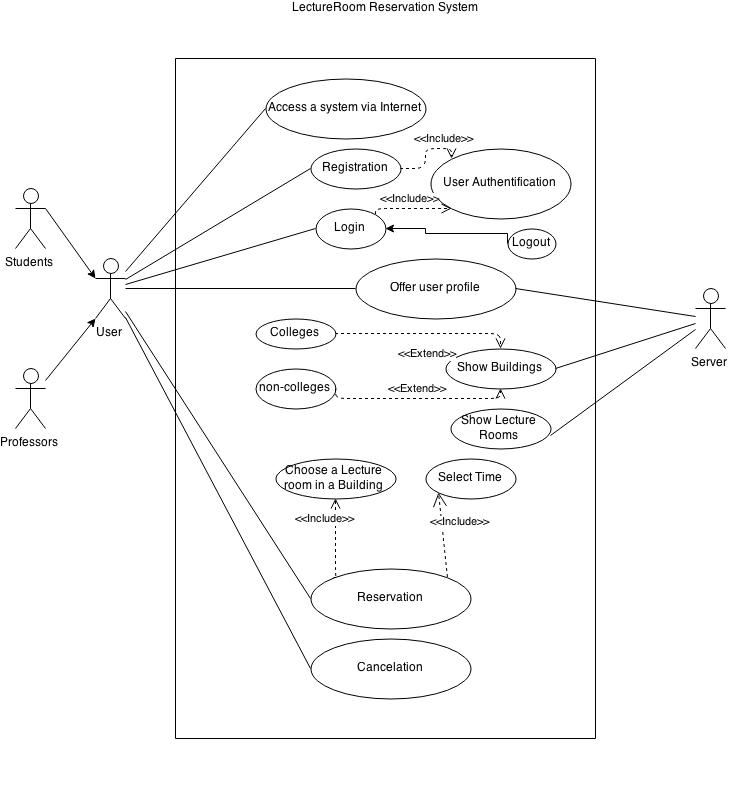 LectureRoom Reservation System
Access a system via Internet
<<Include>>
Registration
User Authentification
<<Include>>
Login
Logout
Students
Offer user profile
User
Colleges
<<Extend>>
Show Buildings
Server
non-colleges
<<Extend>>
Show Lecture
Rooms
Professors
Choose a Lecture
room in a Building
Select Time
<<Include>>
<<Include>>
Reservation
Cancelation